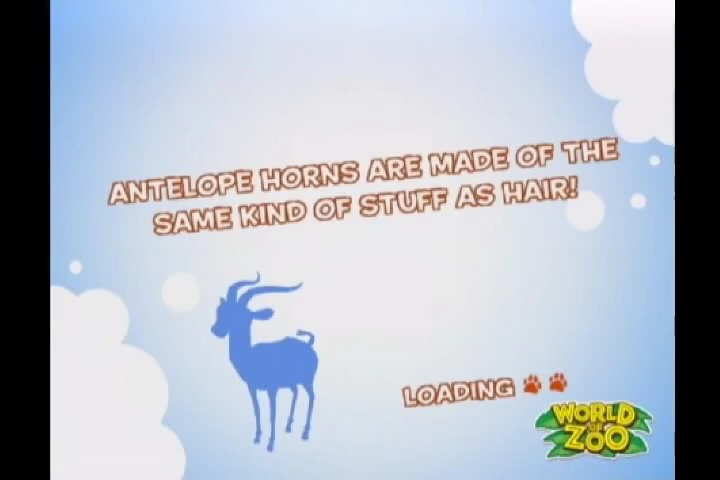 ANTELOPE HORNS ARE MADE OF THE
SAME KIND OF STUFF AS HAIR!
LOADING
WORLD
OF
ZOO